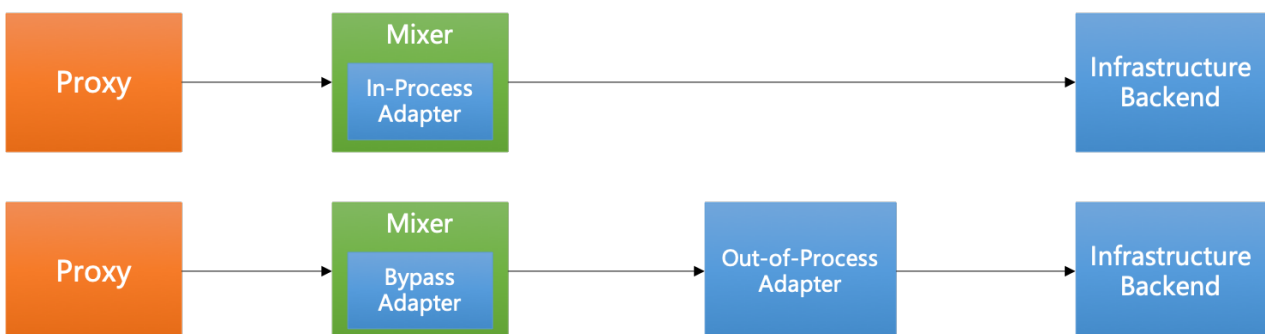 Proxy
Mixer
In-Process
Adapter
Infrastructure
Backend
Proxy
Mixer
Bypass
Adapter
Out-of-Process
Adapter
Infrastructure
Backend